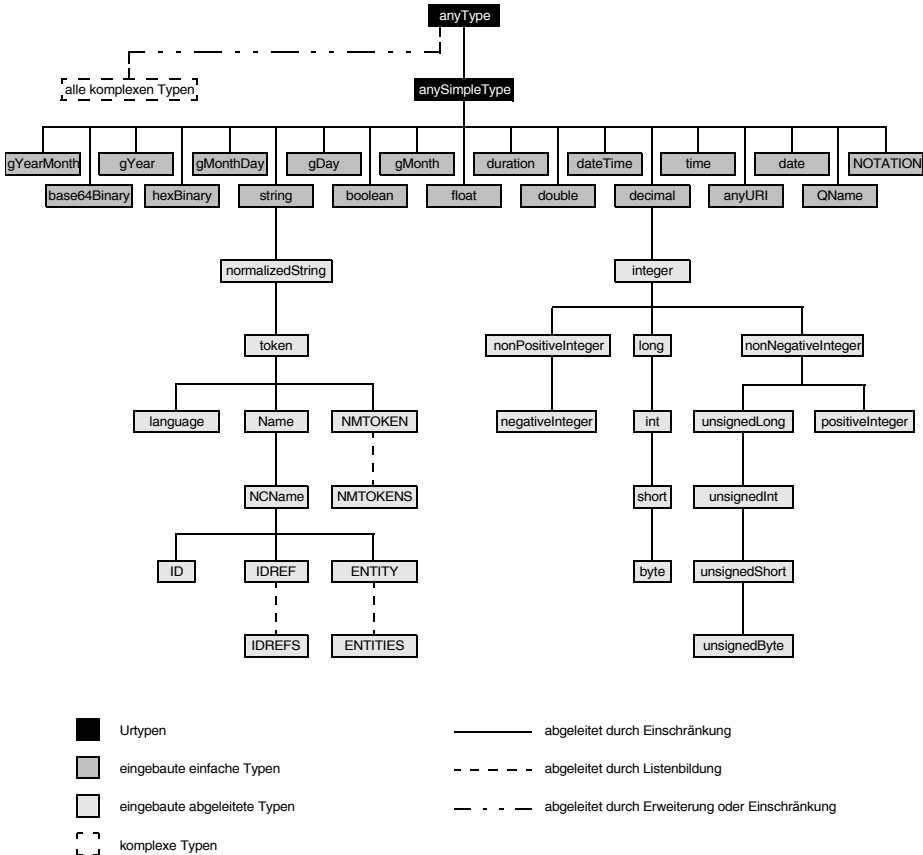 anyType
alle komplexen Typen
anySimpleType
gYearMonth
gYear
gMonthDay
gDay
gMonth
duration
dateTime
time
date
NOTATION
base64Binary
hexBinary
string
boolean
float
double
decimal
anyURI
QName
normalizedString
integer
token
nonPositiveInteger
long
nonNegativeInteger
language
Name
NMTOKEN
negativeInteger
int
unsignedLong
positiveInteger
NCName
NMTOKENS
short
unsignedInt
ID
IDREF
ENTITY
byte
unsignedShort
IDREFS
ENTITIES
unsignedByte
Urtypen
abgeleitet durch Einschränkung
eingebaute einfache Typen
abgeleitet durch Listenbildung
eingebaute abgeleitete Typen
abgeleitet durch Erweiterung oder Einschränkung
komplexe Typen